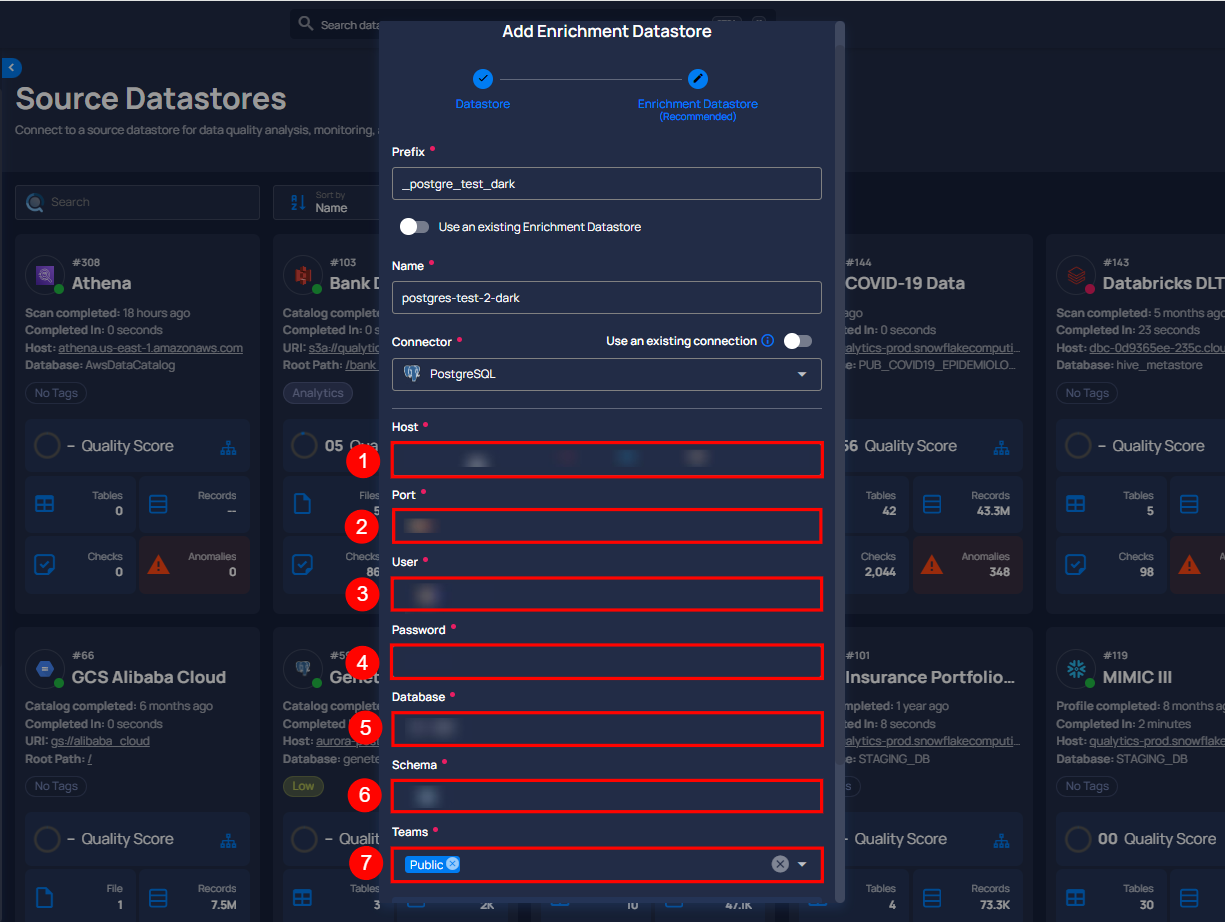 Search data
Add Enrichment Datastore
Datastore
Enrichment Datastore
(Recommended)
Source Datastores
Connect to a source datastore for data quality analysis, monitoring,
Search
Sort by
Name
Prefix *
_postgre_test_dark
Use an existing Enrichment Datastore
Name *
postgres-test-2-dark
Connector *
Use an existing connection
PostgreSQL
Host *
1
Port *
2
User *
3
Password *
4
Database *
5
Schema *
6
Teams *
7
Public
#308
Athena
Scan completed: 18 hours ago
Completed In: 0 seconds
Host: athena.us-east-1.amazonaws.com
Database: AwsDataCatalog
No Tags
– Quality Score
Tables
0
Records
--
Checks
0
Anomalies
0
#103
Bank D
Catalog complete
Completed In: 0 s
URI: s3a://qualytic
Root Path: /bank_
Analytics
05 Qua
Files
5
Checks
86
#144
COVID-19 Data
ago
In: 0 seconds
alytics-prod.snowflakecomputi...
e: PUB_COVID19_EPIDEMIOLO...
56 Quality Score
Tables
42
Records
43.3M
Checks
2,044
Anomalies
348
#143
Databricks DLT
Scan completed: 5 months ago
Completed In: 23 seconds
Host: dbc-0d9365ee-235c.clou
Database: hive_metastore
No Tags
– Quality Score
Tables
5
Checks
98
A
#66
GCS Alibaba Cloud
Catalog completed: 6 months ago
Completed In: 0 seconds
URI: gs://alibaba_cloud
Root Path: /
No Tags
– Quality Score
File
1
Records
7.5M
#59
Genet
Catalog complete
Completed
Host: aurora-post
Database: genete
Low
– Qualit
Tables
3
2K
10
47.1K
#101
Insurance Portfolio...
mpleted: 1 year ago
ed In: 8 seconds
alytics-prod.snowflakecomputi...
e: STAGING_DB
s
- Quality Score
Tables
4
Records
73.3K
#119
MIMIC III
Profile completed: 8 months ag
Completed In: 2 minutes
Host: qualytics-prod.snowflake
Database: STAGING_DB
No Tags
00 Quality Score
Tables
30